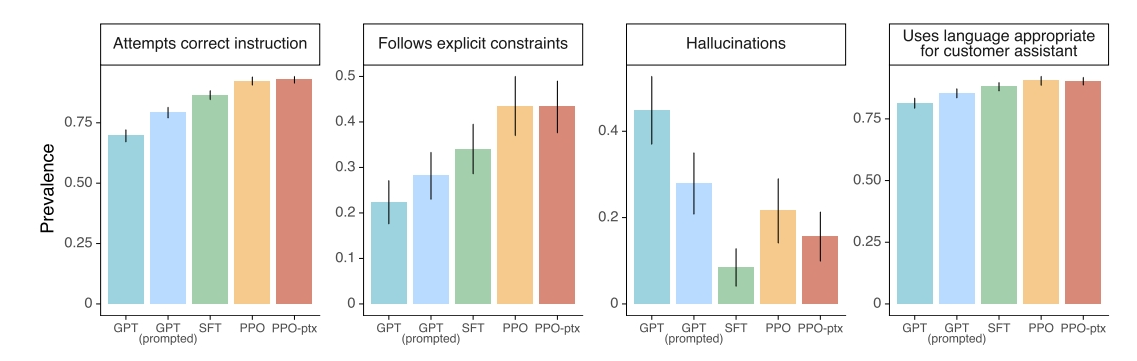 Attempts correct instruction
Follows explicit constraints
Hallucinations
Uses language appropriate
for customer assistant
Prevalence
0.75
0.50
0.25
0
GPT
GPT
(prompted)
SFT
PPO
PPO-ptx
0.5
0.4
0.3
0.2
0.1
0
GPT
GPT
(prompted)
SFT
PPO
PPO-ptx
0.4
0.2
0
GPT
GPT
(prompted)
SFT
PPO
PPO-ptx
0.75
0.50
0.25
0
GPT
GPT
(prompted)
SFT
PPO
PPO-ptx